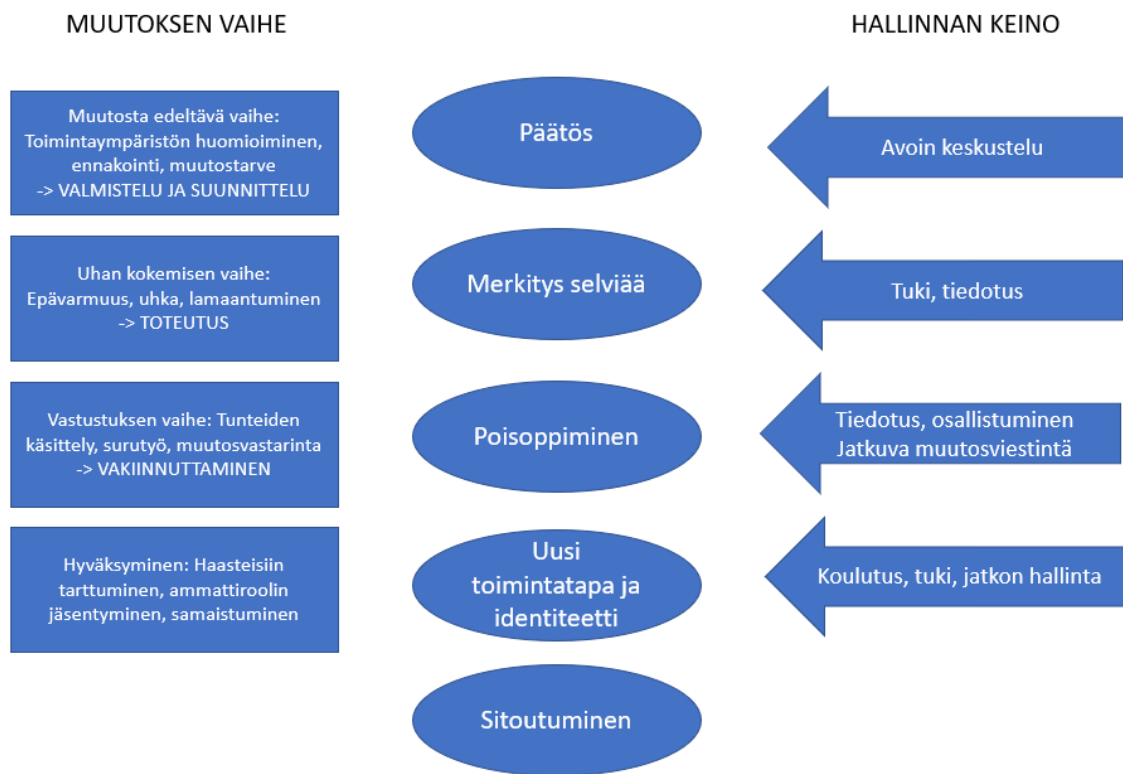 MUUTOKSEN VAIHE
HALLINNAN KEINO
Muutosta edeltävä vaihe:
Toimintaympäristön huomioiminen,
ennakointi, muutostarve
-> VALMISTELU JA SUUNNITTELU
Päätös
Avoin keskustelu
Uhan kokemisen vaihe:
Epävarmuus, uhka, lamaantuminen
-> TOTEUTUS
Merkitys selviää
Tuki, tiedotus
Vastustuksen vaihe: Tunteiden
käsittely, surutyö, muutosvastarinta
-> VAKIINNUTTAMINEN
Poisoppiminen
Tiedotus, osallistuminen
Jatkuva muutosviestintä
Hyväksyminen: Haasteisiin
tarttuminen, ammattiroolin
jäsentyminen, samaistuminen
Uusi
toimintatapa ja
identiteetti
Koulutus, tuki, jatkon hallinta
Sitoutuminen